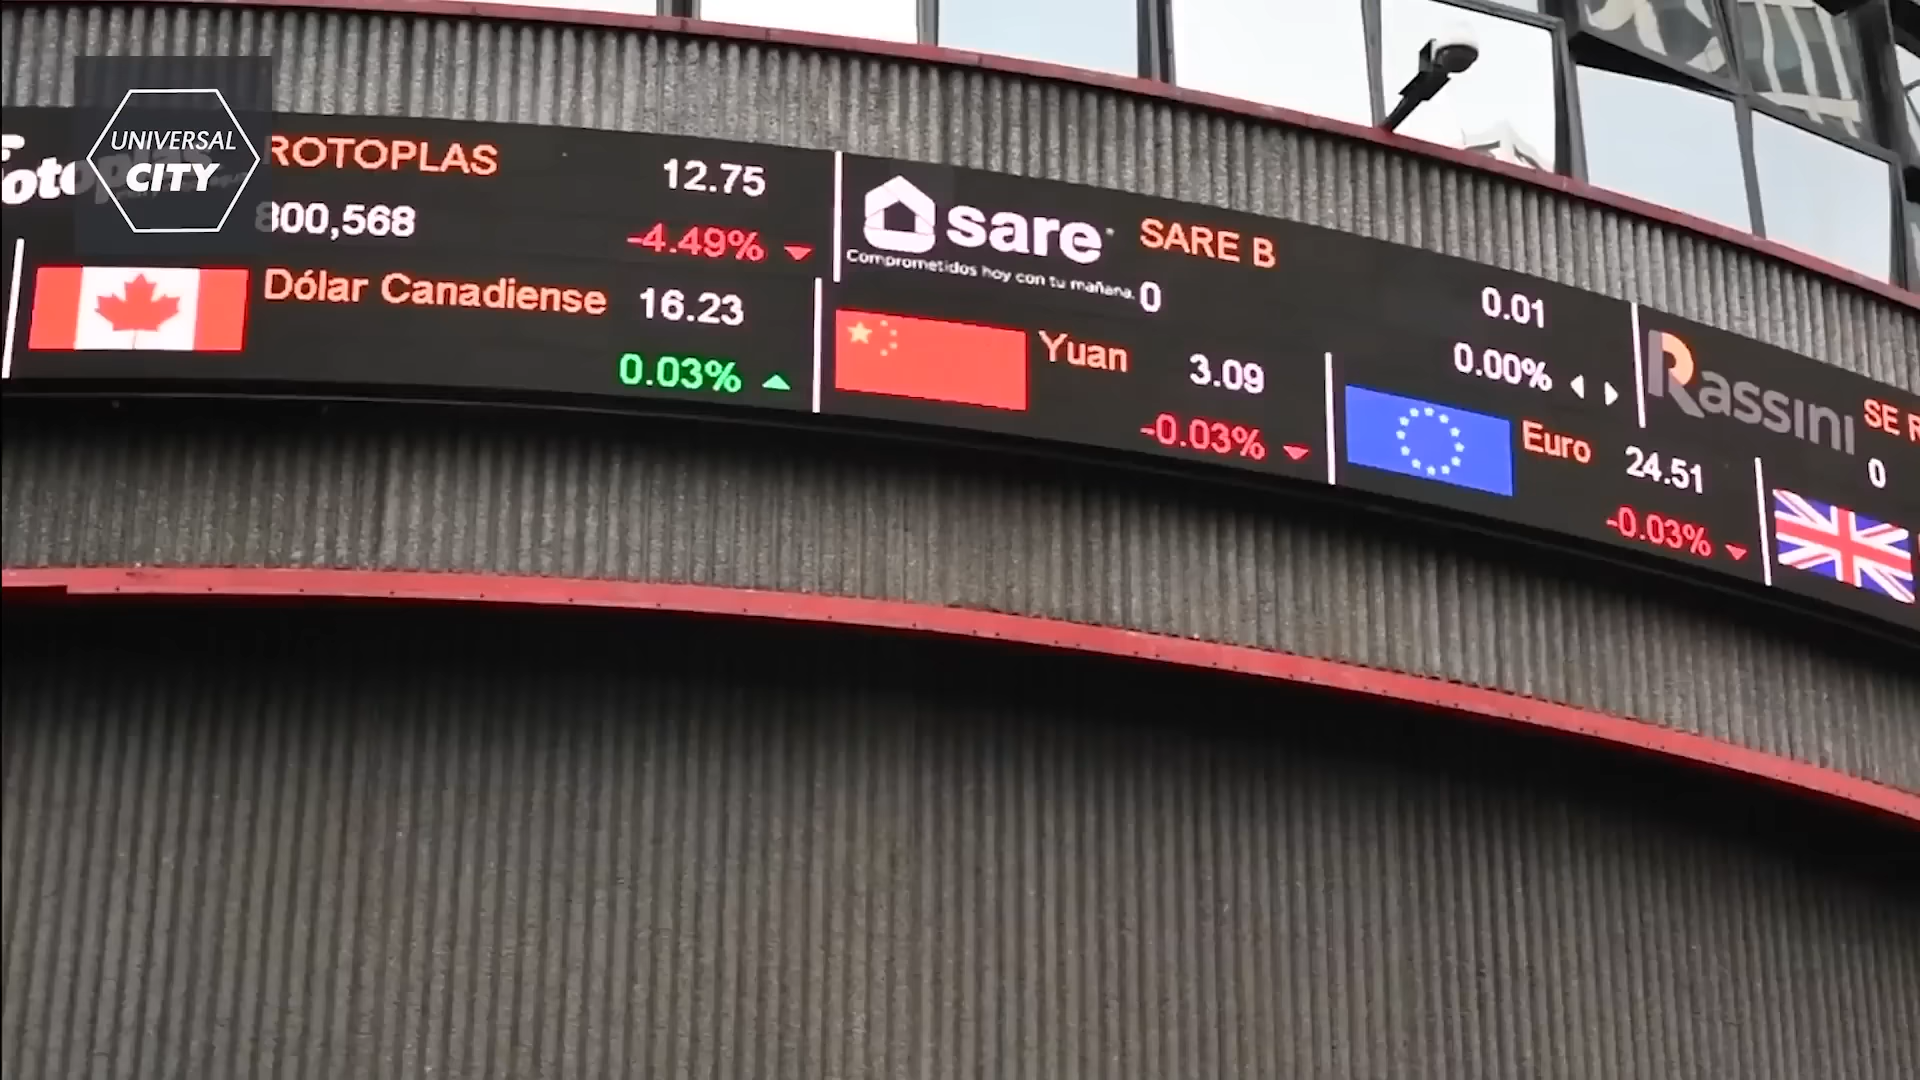 UNIVERSAL
CITY
ROTOPLAS 12.75
800,568 -4.49%
sare
Comprometidos hoy con tu mañana.
SARE B
0 0.01
0.00%
Rassini
SE R
0
Dólar Canadiense 16.23
0.03%
Yuan 3.09
-0.03%
Euro 24.51
-0.03%